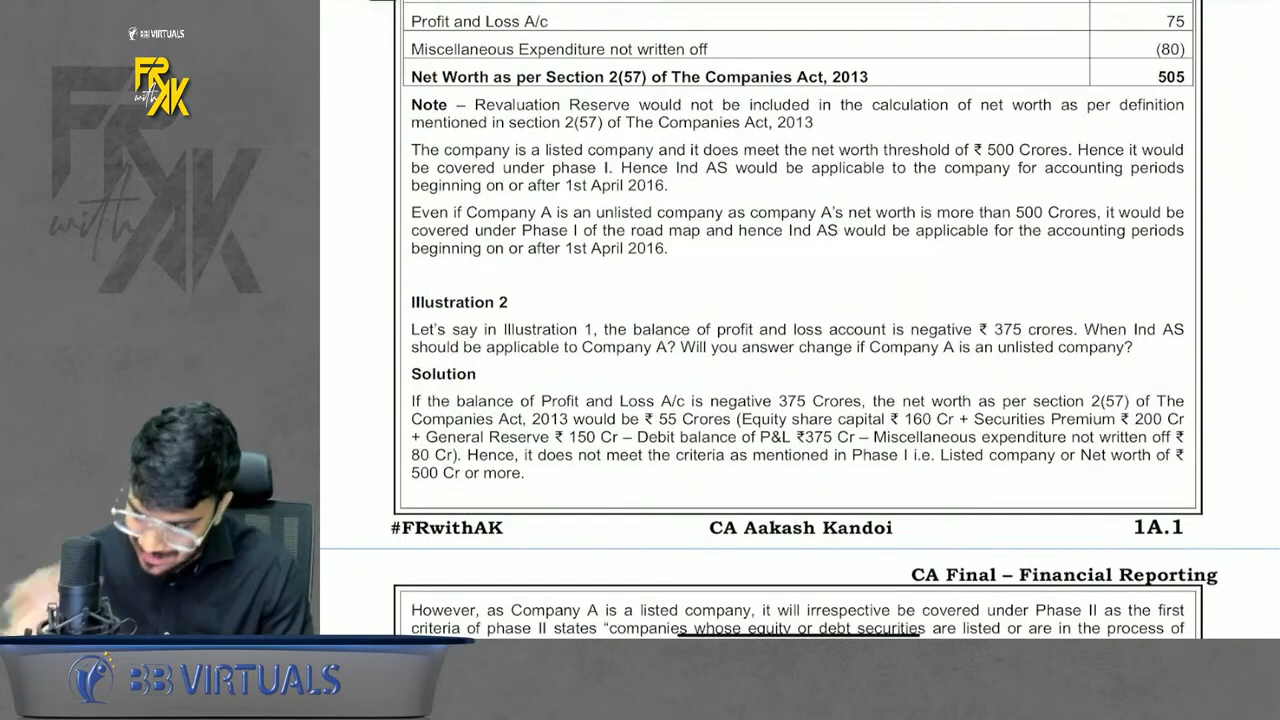 BB VIRTUALS
FR
with AK
FR
with AK
Profit and Loss A/c 75
Miscellaneous Expenditure not written off (80)
Net Worth as per Section 2(57) of The Companies Act, 2013 505
Note – Revaluation Reserve would not be included in the calculation of net worth as per definition
mentioned in section 2(57) of The Companies Act, 2013
The company is a listed company and it does meet the net worth threshold of ₹ 500 Crores. Hence it would
be covered under phase I. Hence Ind AS would be applicable to the company for accounting periods
beginning on or after 1st April 2016.
Even if Company A is an unlisted company as company A's net worth is more than 500 Crores, it would be
covered under Phase I of the road map and hence Ind AS would be applicable for the accounting periods
beginning on or after 1st April 2016.
Illustration 2
Let's say in Illustration 1, the balance of profit and loss account is negative ₹ 375 crores. When Ind AS
should be applicable to Company A? Will you answer change if Company A is an unlisted company?
Solution
If the balance of Profit and Loss A/c is negative 375 Crores, the net worth as per section 2(57) of The
Companies Act, 2013 would be ₹ 55 Crores (Equity share capital ₹ 160 Cr + Securities Premium ₹ 200 Cr
+ General Reserve ₹ 150 Cr – Debit balance of P&L ₹375 Cr – Miscellaneous expenditure not written off ₹
80 Cr). Hence, it does not meet the criteria as mentioned in Phase I i.e. Listed company or Net worth of ₹
500 Cr or more.
#FRwithAK CA Aakash Kandoi 1A.1
CA Final – Financial Reporting
However, as Company A is a listed company, it will irrespective be covered under Phase II as the first
criteria of phase II states “companies whose equity or debt securities are listed or are in the process of
BB VIRTUALS